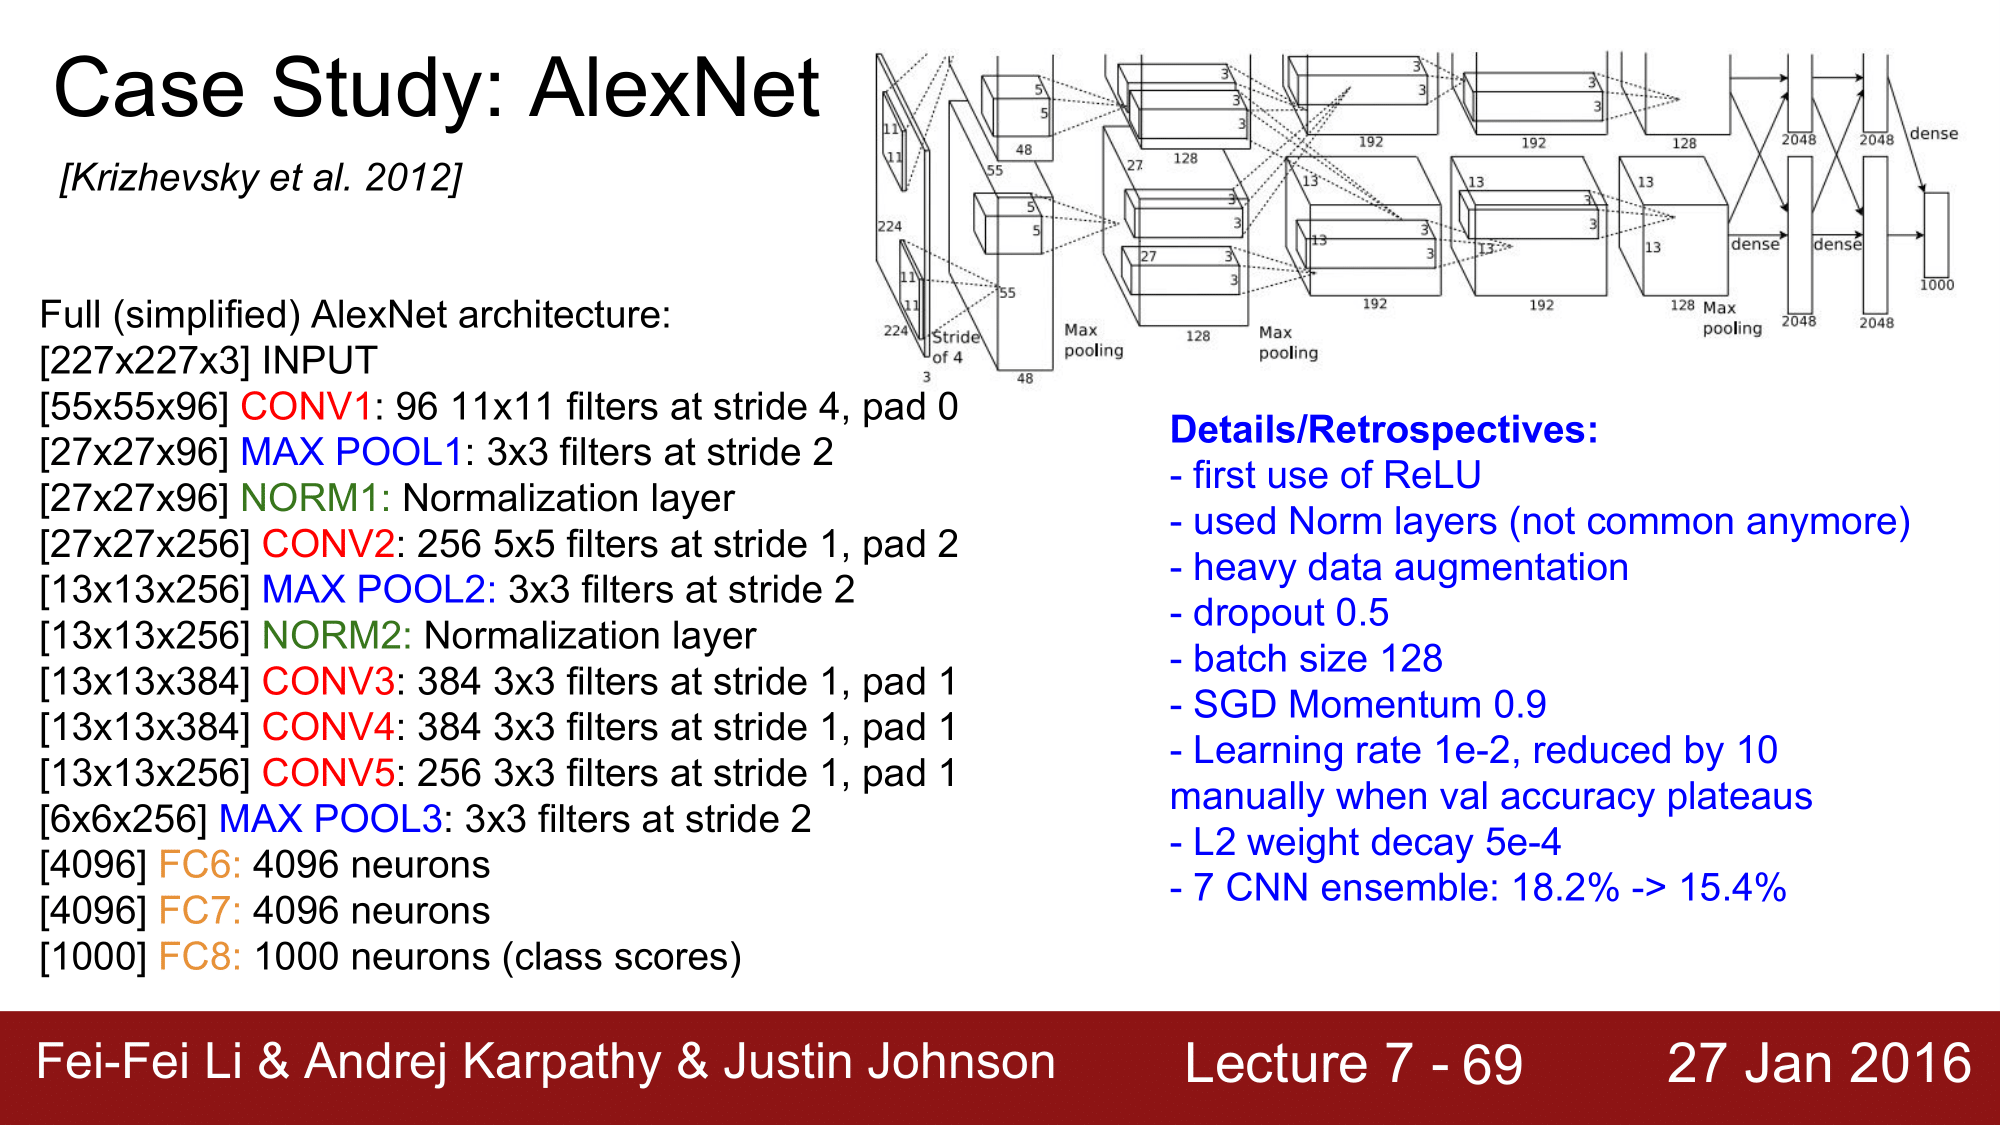 Case Study: AlexNet
[Krizhevsky et al. 2012]
11
11
224
11
11
224
Stride
of 4
3
5
5
48
55
5
5
55
48
Max
pooling
3
3
3
128
27
3
3
27
3
3
128
Max
pooling
3
3
192
13
3
3
13
192
3
3
192
13
3
3
13
192
128
13
13
128
Max
pooling
2048
2048
dense
dense
dense
2048
2048
1000
Full (simplified) AlexNet architecture:
[227x227x3] INPUT
[55x55x96] CONV1: 96 11x11 filters at stride 4, pad 0
[27x27x96] MAX POOL1: 3x3 filters at stride 2
[27x27x96] NORM1: Normalization layer
[27x27x256] CONV2: 256 5x5 filters at stride 1, pad 2
[13x13x256] MAX POOL2: 3x3 filters at stride 2
[13x13x256] NORM2: Normalization layer
[13x13x384] CONV3: 384 3x3 filters at stride 1, pad 1
[13x13x384] CONV4: 384 3x3 filters at stride 1, pad 1
[13x13x256] CONV5: 256 3x3 filters at stride 1, pad 1
[6x6x256] MAX POOL3: 3x3 filters at stride 2
[4096] FC6: 4096 neurons
[4096] FC7: 4096 neurons
[1000] FC8: 1000 neurons (class scores)
Details/Retrospectives:
- first use of ReLU
- used Norm layers (not common anymore)
- heavy data augmentation
- dropout 0.5
- batch size 128
- SGD Momentum 0.9
- Learning rate 1e-2, reduced by 10
manually when val accuracy plateaus
- L2 weight decay 5e-4
- 7 CNN ensemble: 18.2% -> 15.4%
Fei-Fei Li & Andrej Karpathy & Justin Johnson
Lecture 7 - 69
27 Jan 2016